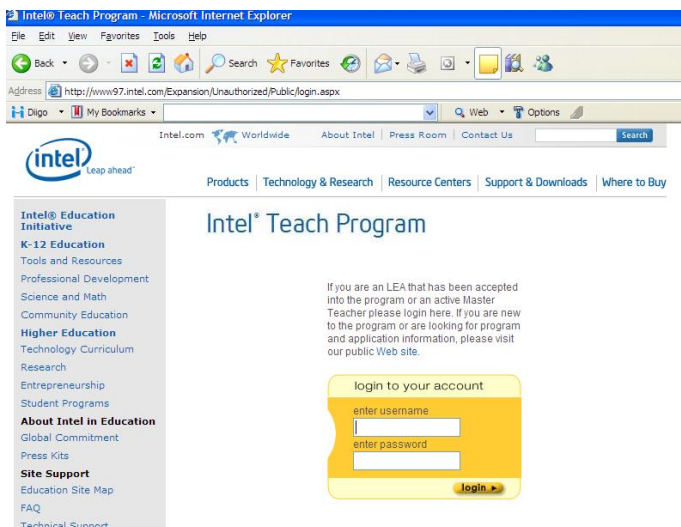 Intel® Teach Program - Microsoft Internet Explorer
File Edit View Favorites Tools Help
Back Search Favorites
Address http://www97.intel.com/Expansion/Unauthorized/Public/login.aspx
Diigo My Bookmarks Web Options
Intel.com Worldwide About Intel | Press Room | Contact Us Search
intel Leap ahead™
Products | Technology & Research | Resource Centers | Support & Downloads | Where to Buy
Intel® Education
Initiative
K-12 Education
Tools and Resources
Professional Development
Science and Math
Community Education
Higher Education
Technology Curriculum
Research
Entrepreneurship
Student Programs
About Intel in Education
Global Commitment
Press Kits
Site Support
Education Site Map
FAQ
Technical Support
Intel® Teach Program
If you are an LEA that has been accepted
into the program or an active Master
Teacher please login here. If you are new
to the program or are looking for program
and application information, please visit
our public Web site.
login to your account
enter username
enter password
login